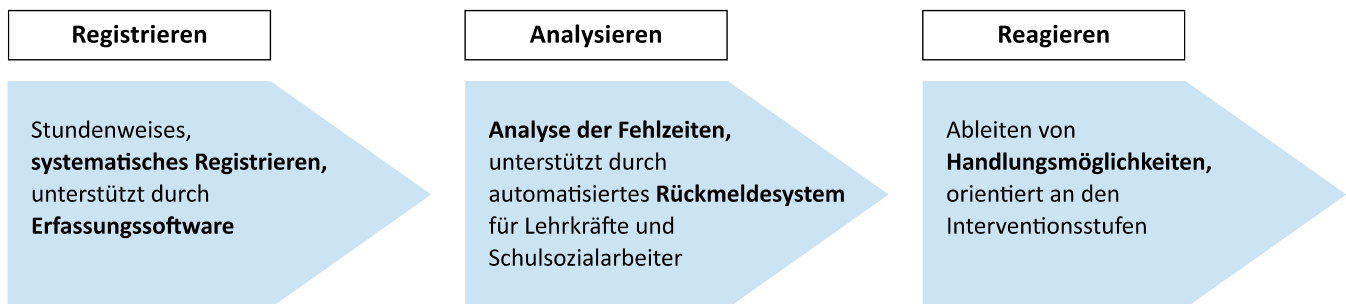 Registrieren
Stundenweises,
systematisches Registrieren,
unterstützt durch
Erfassungssoftware
Analysieren
Analyse der Fehlzeiten,
unterstützt durch
automatisiertes Rückmeldesystem
für Lehrkräfte und
Schulsozialarbeiter
Reagieren
Ableiten von
Handlungsmöglichkeiten,
orientiert an den
Interventionsstufen